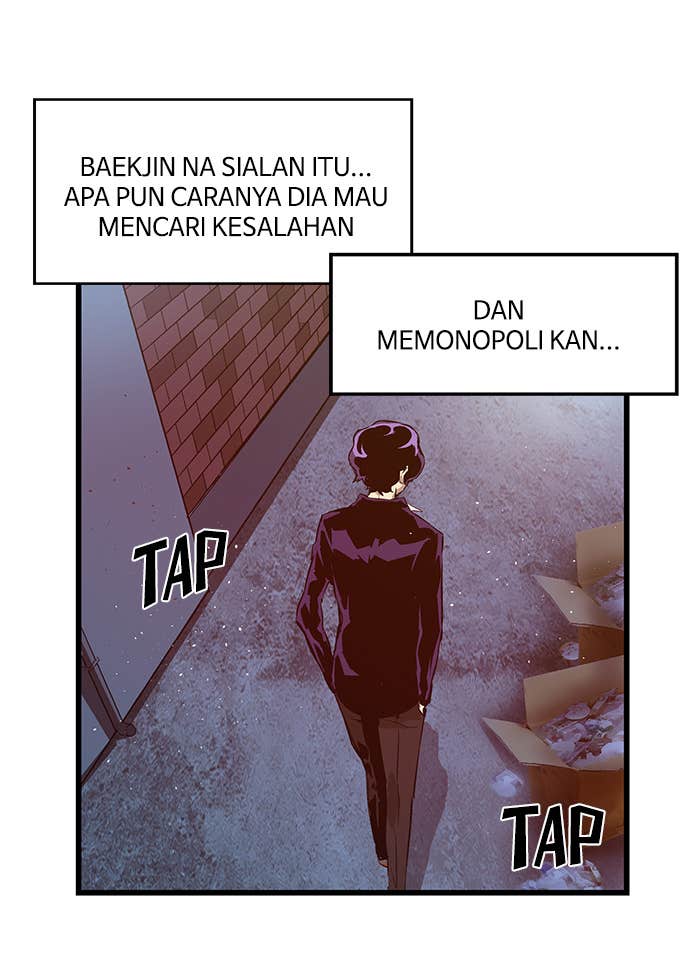 BAEKJIN NA SIALAN ITU...
APA PUN CARANYA DIA MAU
MENCARI KESALAHAN
DAN
MEMONOPOLI KAN...
TAP
TAP